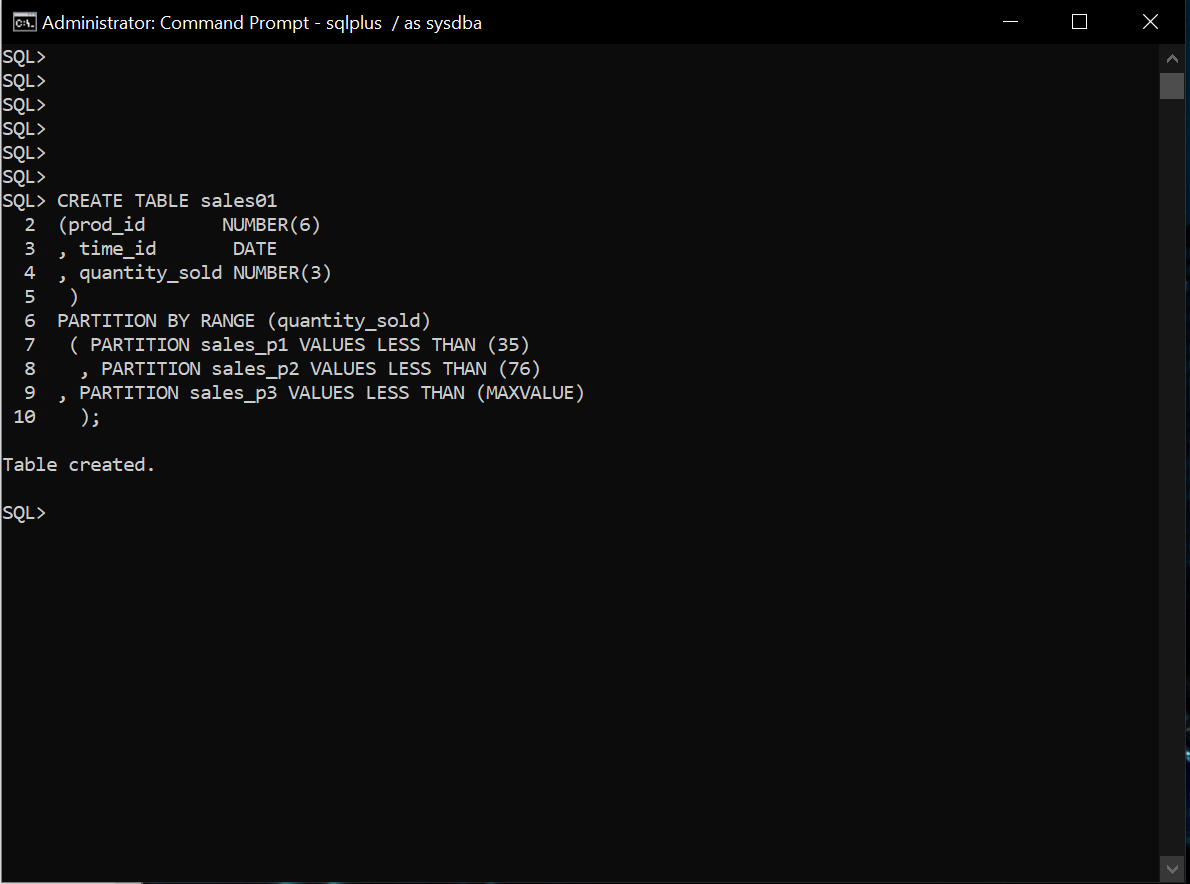 Administrator: Command Prompt - sqlplus  / as sysdba
SQL>
SQL>
SQL>
SQL>
SQL>
SQL>
SQL> CREATE TABLE sales01
  2  (prod_id       NUMBER(6)
  3  , time_id       DATE
  4  , quantity_sold NUMBER(3)
  5   )
  6  PARTITION BY RANGE (quantity_sold)
  7   ( PARTITION sales_p1 VALUES LESS THAN (35)
  8    , PARTITION sales_p2 VALUES LESS THAN (76)
  9  , PARTITION sales_p3 VALUES LESS THAN (MAXVALUE)
 10    );
Table created.
SQL>